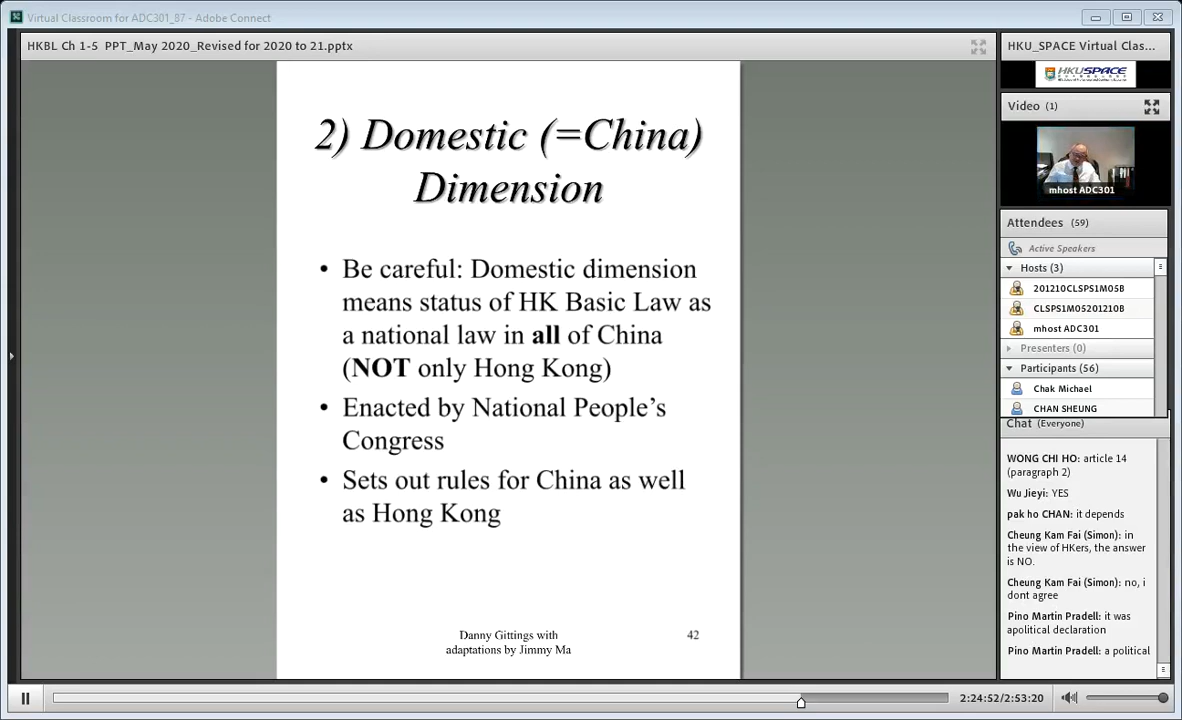 Virtual Classroom for ADC301_87 - Adobe Connect
HKBL Ch 1-5 PPT_May 2020_Revised for 2020 to 21.pptx
2) Domestic (=China)
Dimension
• Be careful: Domestic dimension
means status of HK Basic Law as
a national law in all of China
(NOT only Hong Kong)
• Enacted by National People's
Congress
• Sets out rules for China as well
as Hong Kong
Danny Gittings with
adaptations by Jimmy Ma
42
HKU_SPACE Virtual Clas...
HKUSPACE
Video (1)
mhost ADC301
Attendees (59)
Active Speakers
Hosts (3)
201210CLSPS1M05B
CLSPS1M05201210B
mhost ADC301
Presenters (0)
Participants (56)
Chak Michael
CHAN SHEUNG
Chat (Everyone)
WONG CHI HO: article 14
(paragraph 2)
Wu Jieyi: YES
pak ho CHAN: it depends
Cheung Kam Fai (Simon): in
the view of HKers, the answer
is NO.
Cheung Kam Fai (Simon): no, i
dont agree
Pino Martin Pradell: it was
apolitical declaration
Pino Martin Pradell: a political
2:24:52/2:53:20